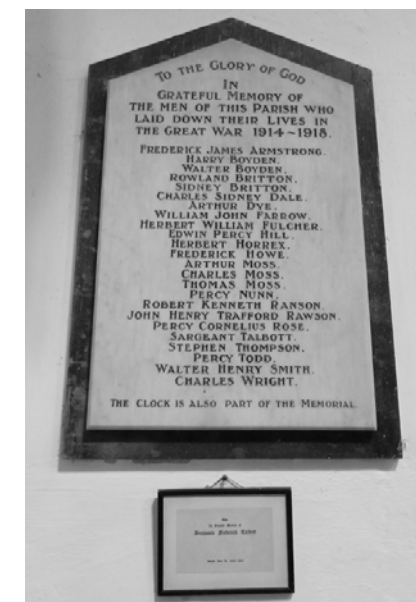 TO THE GLORY OF GOD
IN
GRATEFUL MEMORY OF
THE MEN OF THIS PARISH WHO
LAID DOWN THEIR LIVES IN
THE GREAT WAR 1914~1918.
FREDERICK JAMES ARMSTRONG.
HARRY BOYDEN.
WALTER BOYDEN.
ROWLAND BRITTON.
SIDNEY BRITTON.
CHARLES SIDNEY DALE.
ARTHUR DYE.
WILLIAM JOHN FARROW.
HERBERT WILLIAM FULCHER.
EDWIN PERCY HILL.
HERBERT HORREX.
FREDERICK HOWE.
ARTHUR MOSS.
CHARLES MOSS.
THOMAS MOSS.
PERCY NUNN.
ROBERT KENNETH RANSON.
JOHN HENRY TRAFFORD RAWSON.
PERCY CORNELIUS ROSE.
SARGEANT TALBOTT.
STEPHEN THOMPSON.
PERCY TODD.
WALTER HENRY SMITH.
CHARLES WRIGHT.
THE CLOCK IS ALSO PART OF THE MEMORIAL